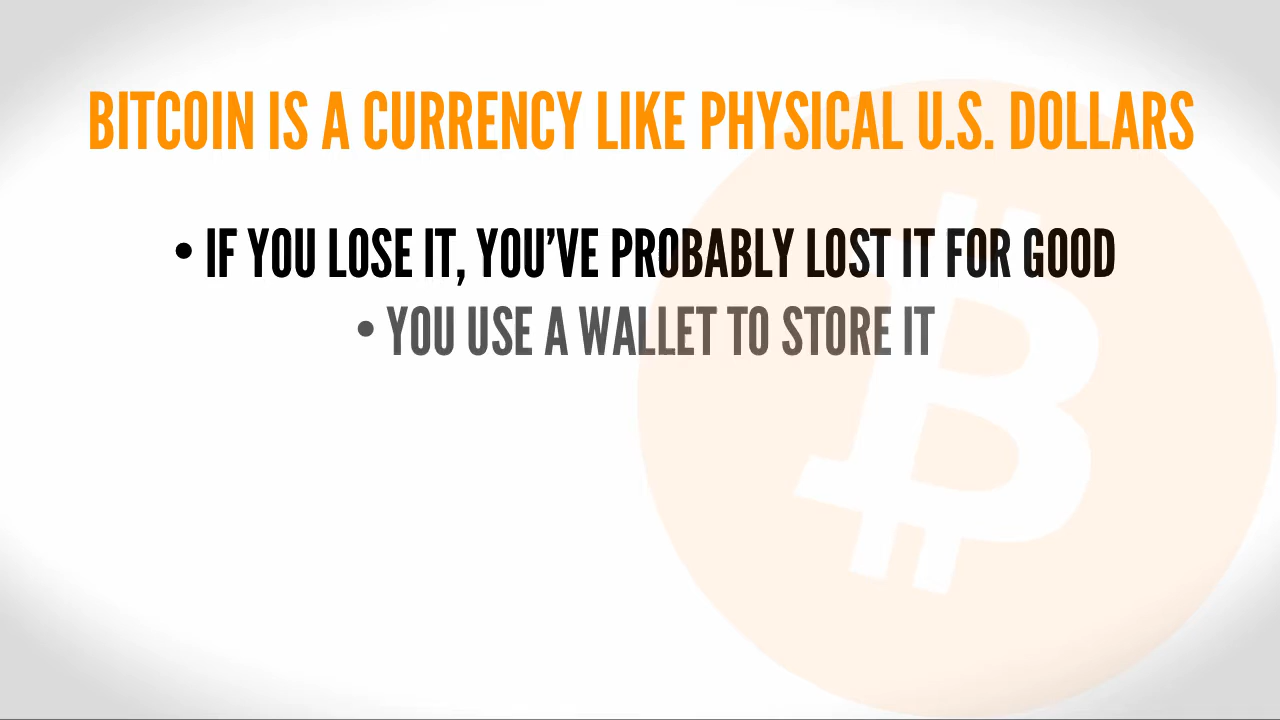 BITCOIN IS A CURRENCY LIKE PHYSICAL U.S. DOLLARS
• IF YOU LOSE IT, YOU’VE PROBABLY LOST IT FOR GOOD
• YOU USE A WALLET TO STORE IT